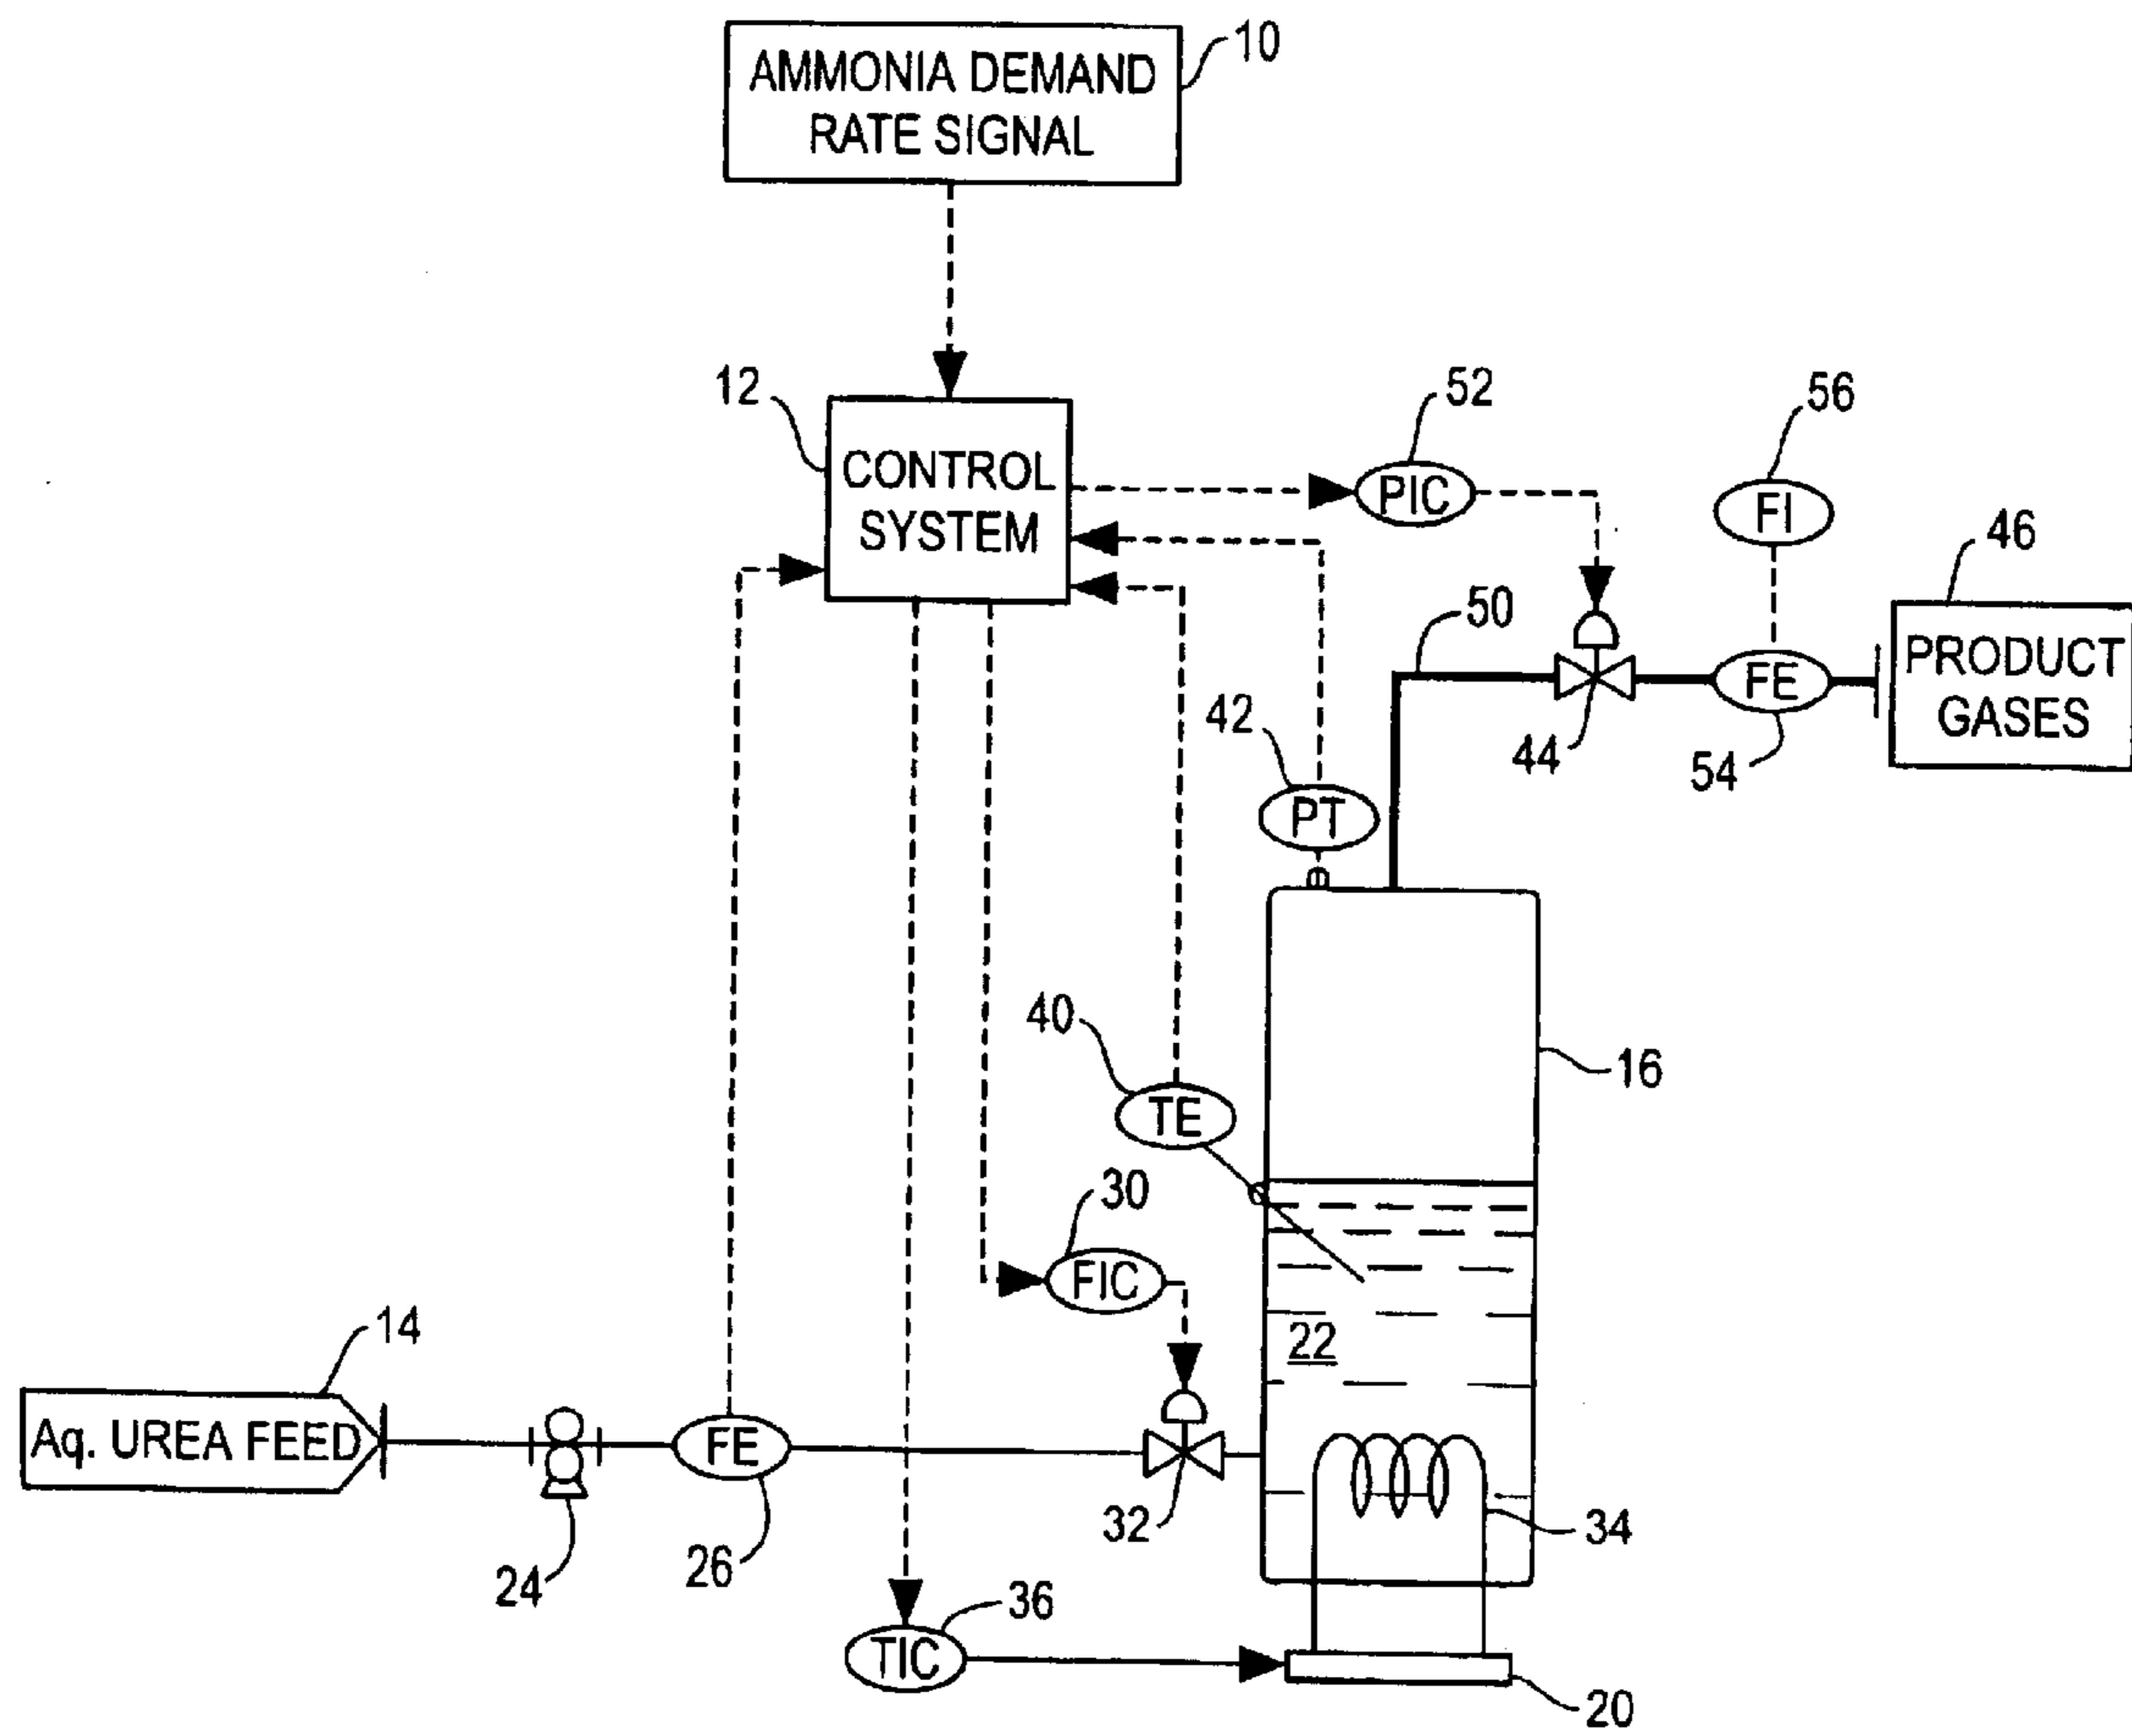 AMMONIA DEMAND
RATE SIGNAL
10
12
CONTROL
SYSTEM
52
PIC
56
FI
46
PRODUCT
GASES
50
FE
44
54
42
PT
16
40
TE
30
FIC
22
14
Aq. UREA FEED
24
FE
26
32
34
36
TIC
20